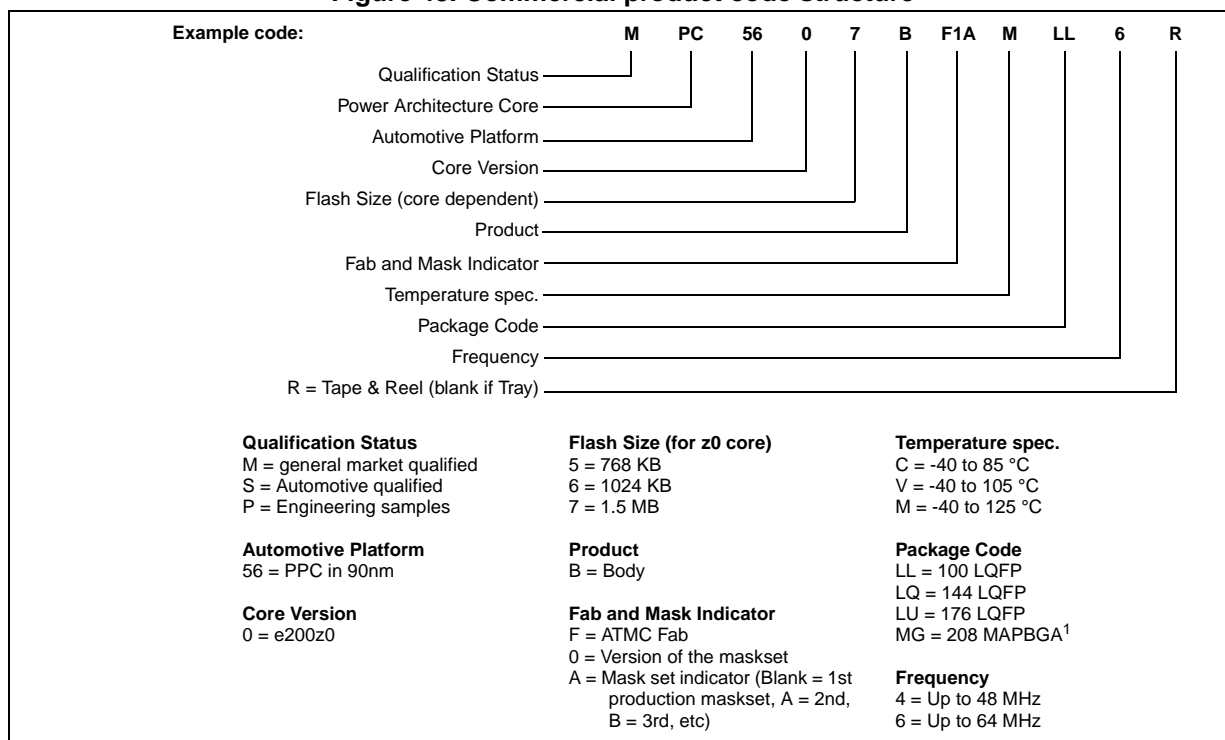 Example code: M PC 56 0 7 B F1A M LL 6 R
Qualification Status
Power Architecture Core
Automotive Platform
Core Version
Flash Size (core dependent)
Product
Fab and Mask Indicator
Temperature spec.
Package Code
Frequency
R = Tape & Reel (blank if Tray)
Qualification Status
M = general market qualified
S = Automotive qualified
P = Engineering samples
Automotive Platform
56 = PPC in 90nm
Core Version
0 = e200z0
Flash Size (for z0 core)
5 = 768 KB
6 = 1024 KB
7 = 1.5 MB
Product
B = Body
Fab and Mask Indicator
F = ATMC Fab
0 = Version of the maskset
A = Mask set indicator (Blank = 1st
production maskset, A = 2nd,
B = 3rd, etc)
Temperature spec.
C = -40 to 85 °C
V = -40 to 105 °C
M = -40 to 125 °C
Package Code
LL = 100 LQFP
LQ = 144 LQFP
LU = 176 LQFP
MG = 208 MAPBGA1
Frequency
4 = Up to 48 MHz
6 = Up to 64 MHz